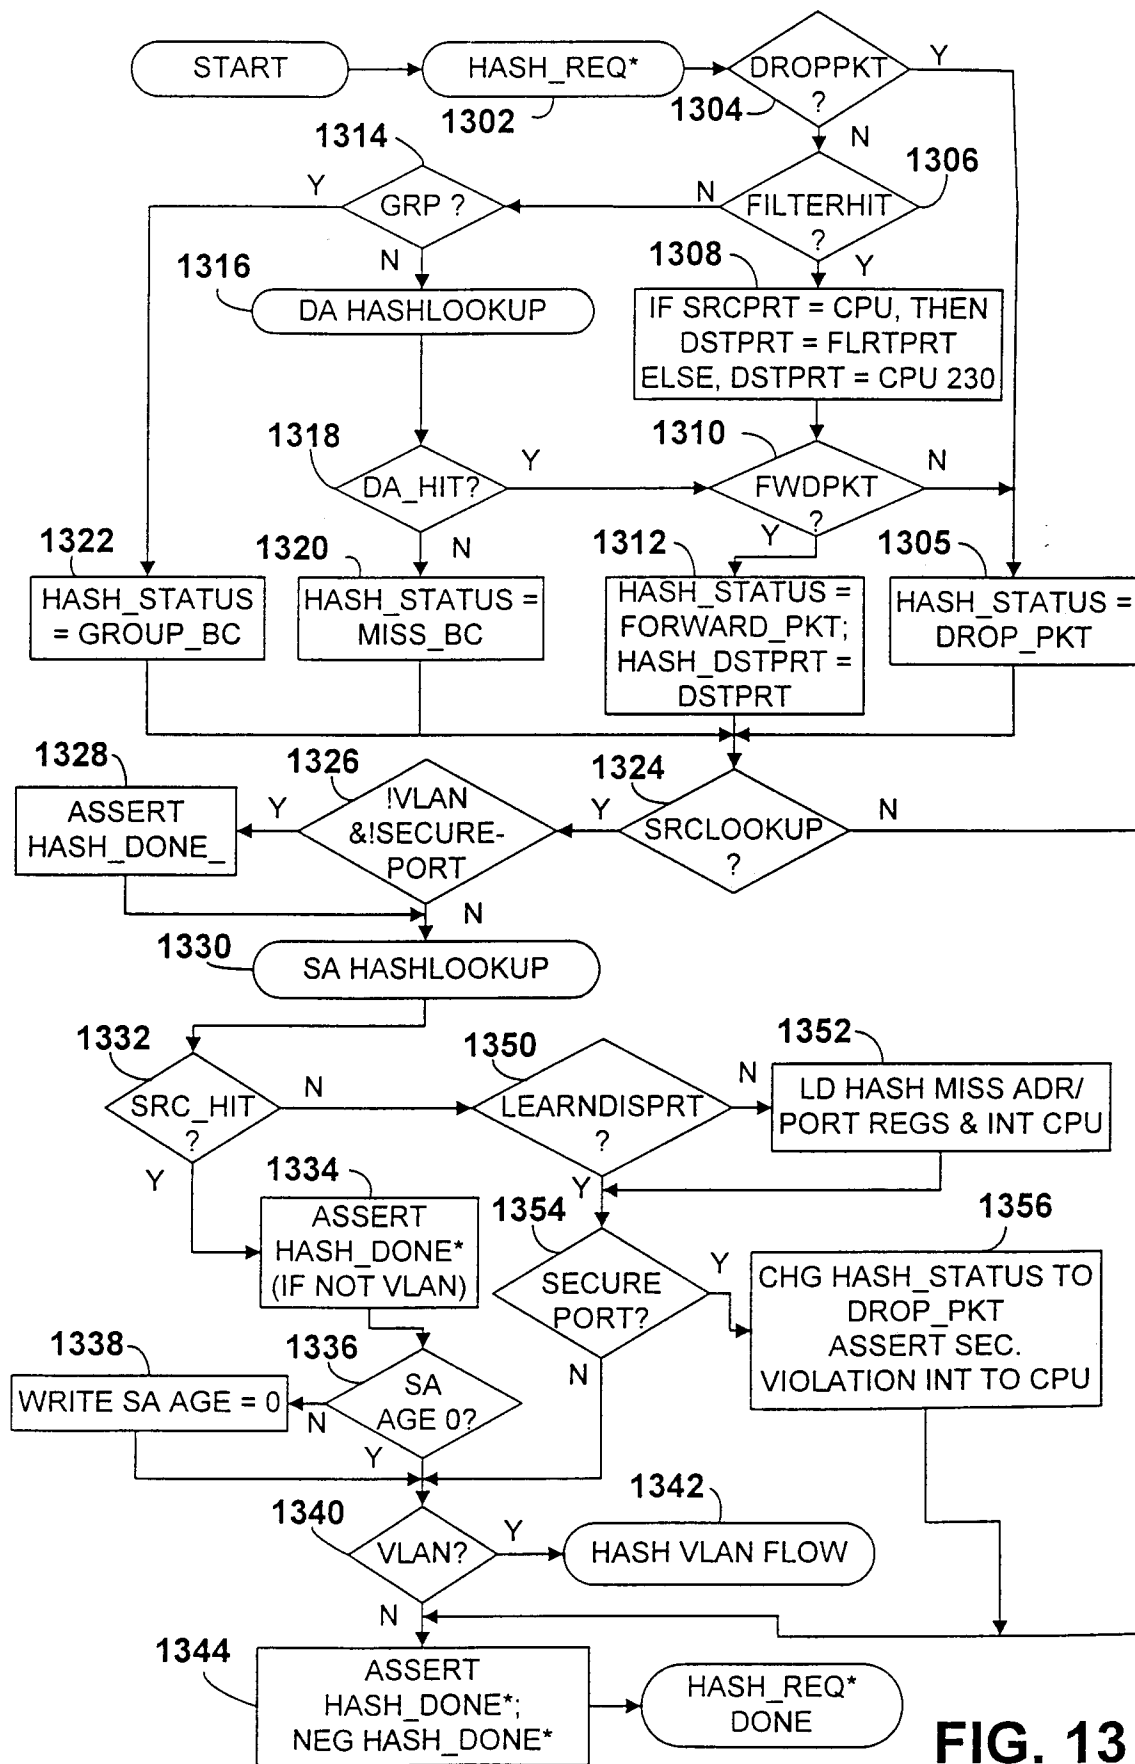 START
HASH_REQ*
1302
DROPPKT
?
1304
Y
N
1314
Y
GRP ?
N
FILTERHIT
?
1306
N
Y
1316
DA HASHLOOKUP
1308
IF SRCPRT = CPU, THEN
DSTPRT = FLRTPRT
ELSE, DSTPRT = CPU 230
1318
DA_HIT?
Y
N
1310
FWDPKT
?
N
Y
1322
HASH_STATUS
= GROUP_BC
1320
HASH_STATUS =
MISS_BC
1312
HASH_STATUS =
FORWARD_PKT;
HASH_DSTPRT =
DSTPRT
1305
HASH_STATUS =
DROP_PKT
1328
ASSERT
HASH_DONE_
Y
1326
!VLAN
&!SECURE-
PORT
N
Y
1324
SRCLOOKUP
?
N
1330
SA HASHLOOKUP
1332
SRC_HIT
?
N
Y
1350
LEARNDISPRT
?
N
Y
1352
LD HASH MISS ADR/
PORT REGS & INT CPU
1334
ASSERT
HASH_DONE*
(IF NOT VLAN)
1354
SECURE
PORT?
Y
N
1356
CHG HASH_STATUS TO
DROP_PKT
ASSERT SEC.
VIOLATION INT TO CPU
1338
WRITE SA AGE = 0
1336
SA
AGE 0?
N
Y
1340
VLAN?
Y
N
1342
HASH VLAN FLOW
1344
ASSERT
HASH_DONE*;
NEG HASH_DONE*
HASH_REQ*
DONE
FIG. 13